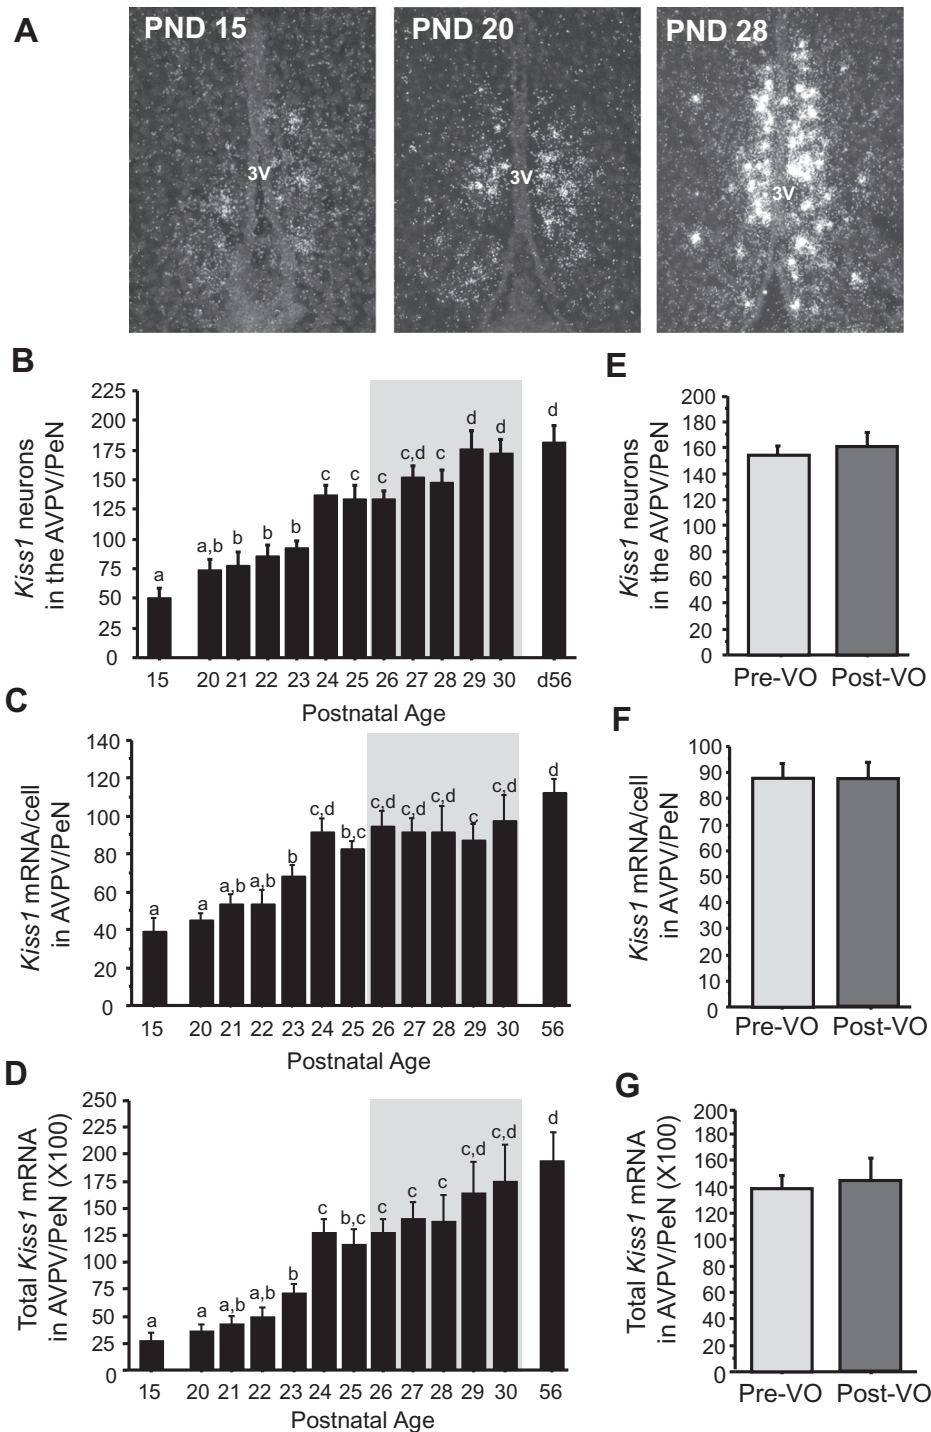 A
PND 15
PND 20
PND 28
3V
3V
3V
B
Kiss1 neurons
in the AVPV/PeN
225
200
175
150
125
100
75
50
25
0
a
a,b
b
b
b
c
c
c
c,d
c
d
d
d
15 20 21 22 23 24 25 26 27 28 29 30 d56
Postnatal Age
E
Kiss1 neurons
in the AVPV/PeN
200
180
160
140
120
100
80
60
40
20
0
Pre-VO Post-VO
C
Kiss1 mRNA/cell
in AVPV/PeN
140
120
100
80
60
40
20
0
a
a
a,b
a,b
b
c,d
b,c
c,d
c,d
c,d
c
c,d
d
15 20 21 22 23 24 25 26 27 28 29 30 56
Postnatal Age
F
Kiss1 mRNA/cell
in AVPV/PeN
100
90
80
70
60
50
40
30
20
10
0
Pre-VO Post-VO
D
Total Kiss1 mRNA
in AVPV/PeN (X100)
250
225
200
175
150
125
100
75
50
25
0
a
a
a,b
a,b
b
c
b,c
c
c
c
c,d
c,d
d
15 20 21 22 23 24 25 26 27 28 29 30 56
Postnatal Age
G
Total Kiss1 mRNA
in AVPV/PeN (X100)
200
180
160
140
120
100
80
60
40
20
0
Pre-VO Post-VO